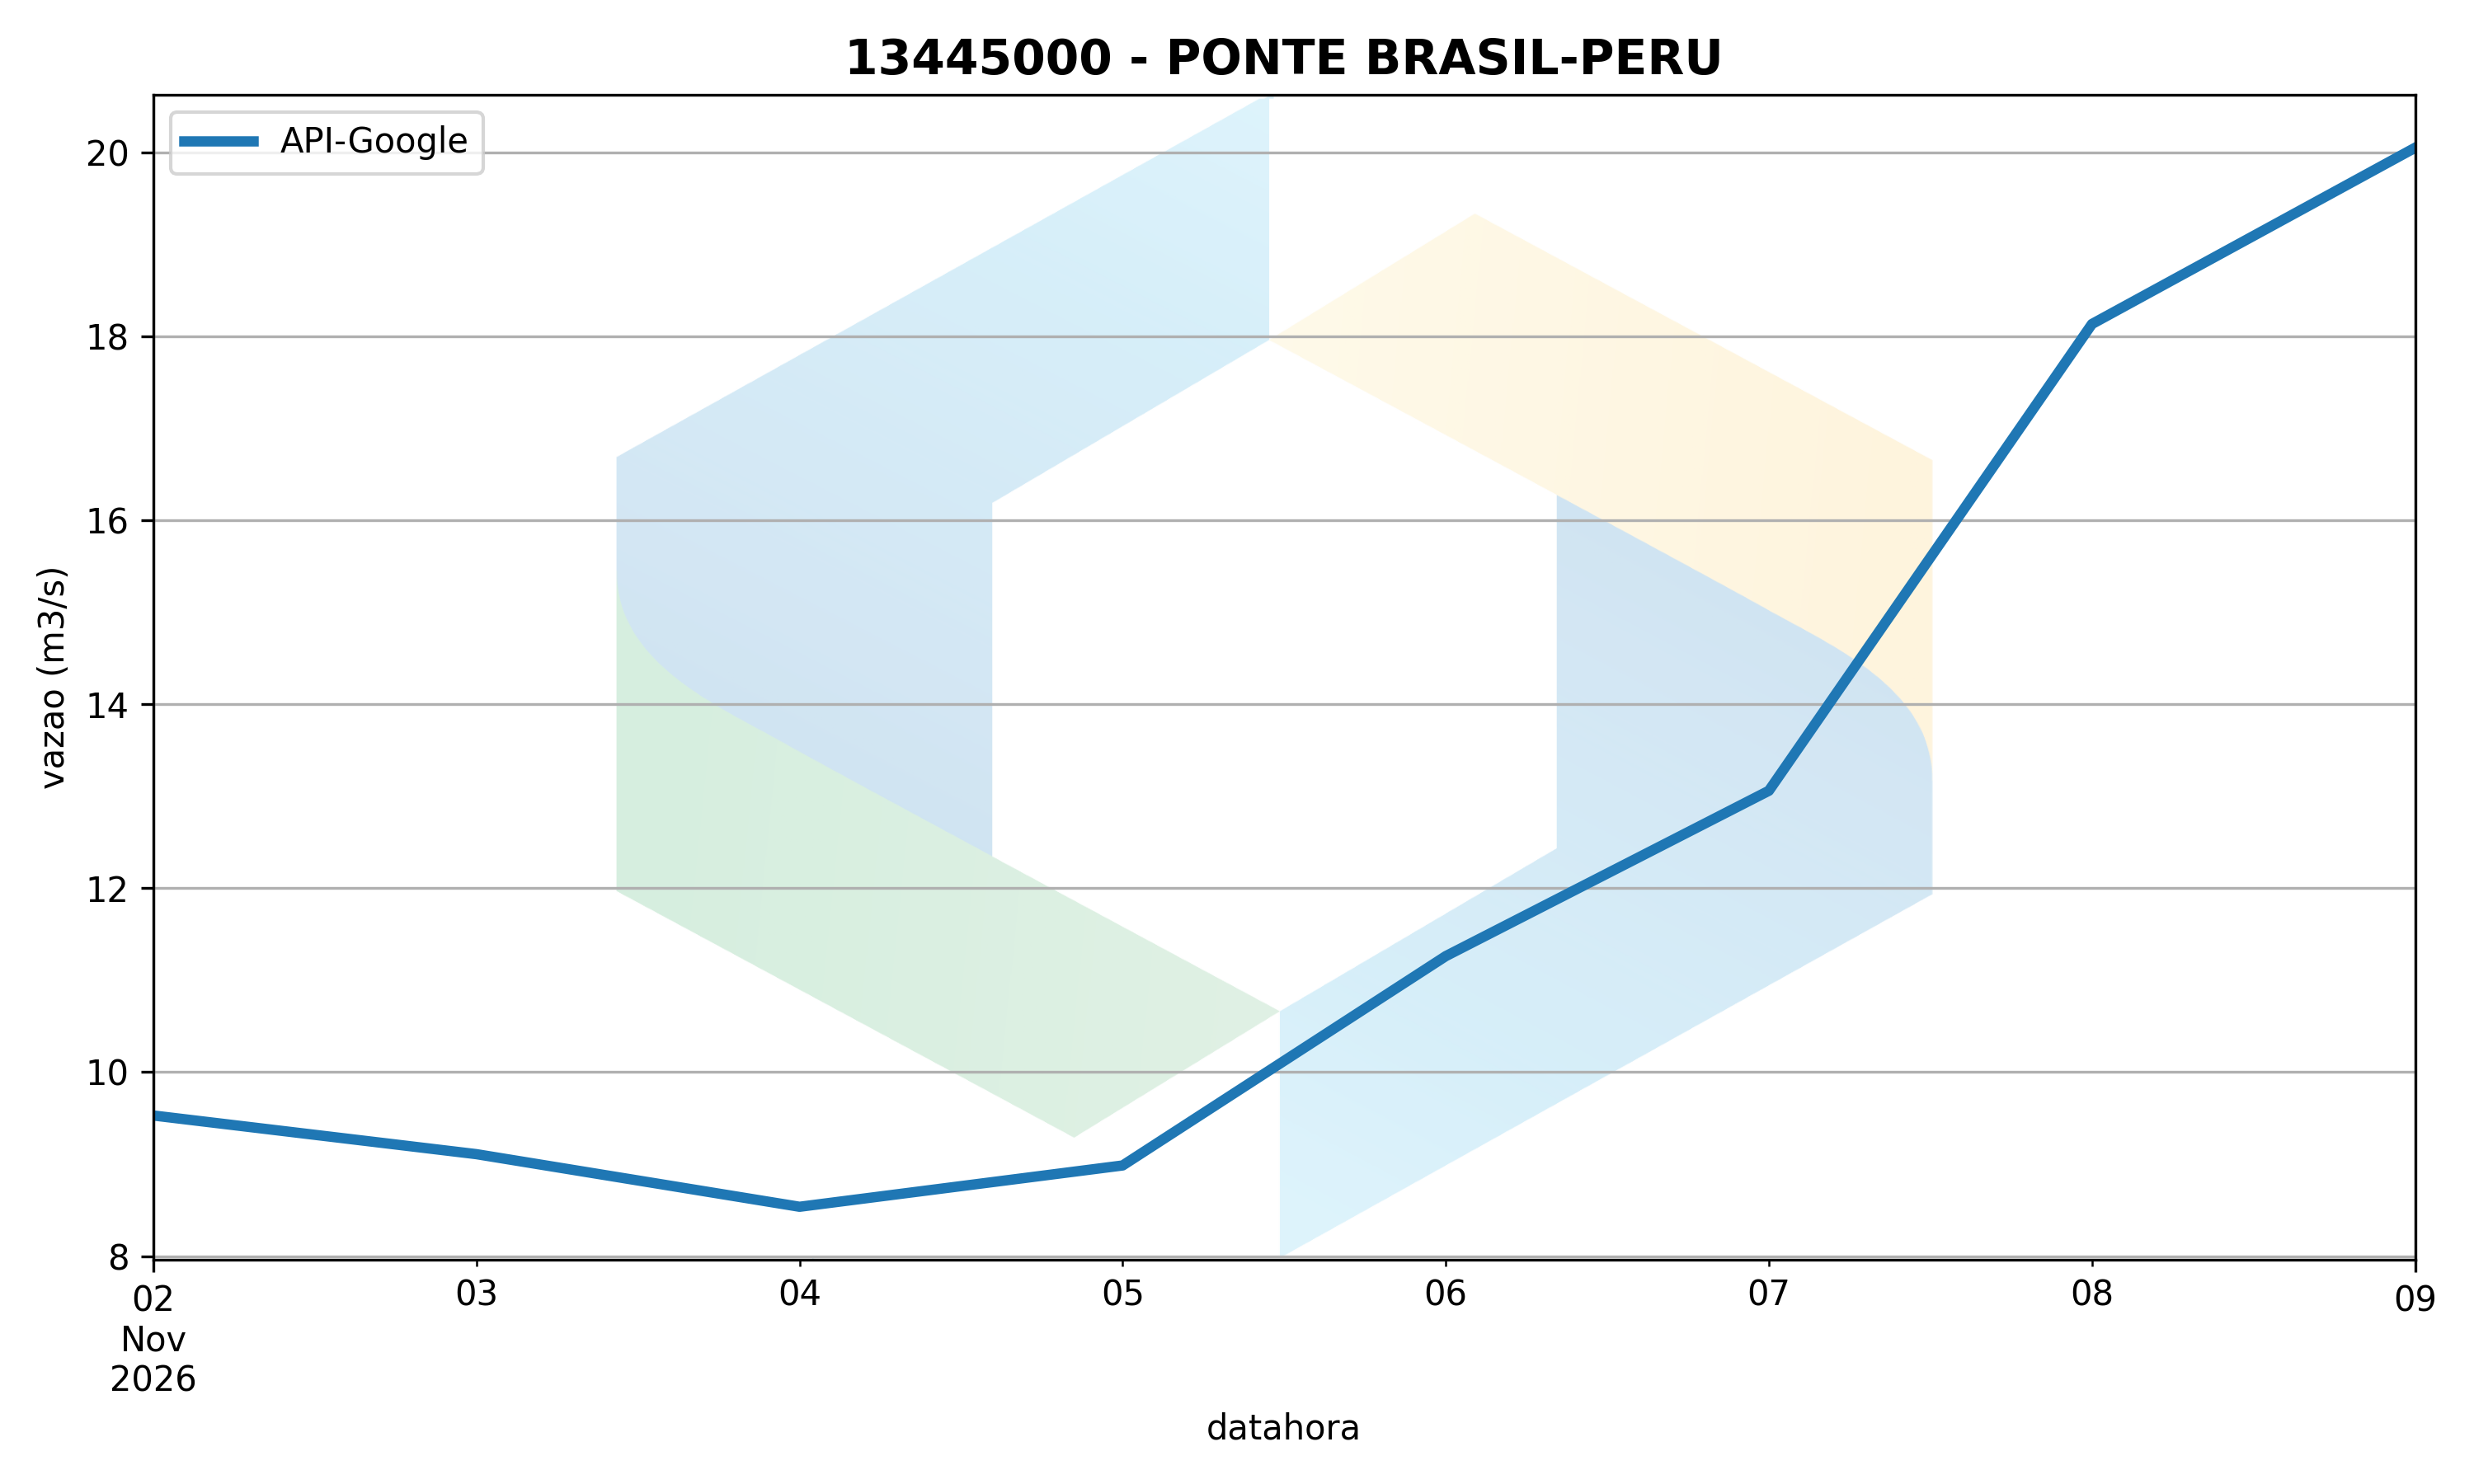 13445000 - PONTE BRASIL-PERU
API-Google
20
18
16
14
12
10
8
vazao (m3/s)
02 03 04 05 06 07 08 09
Nov
2026
datahora